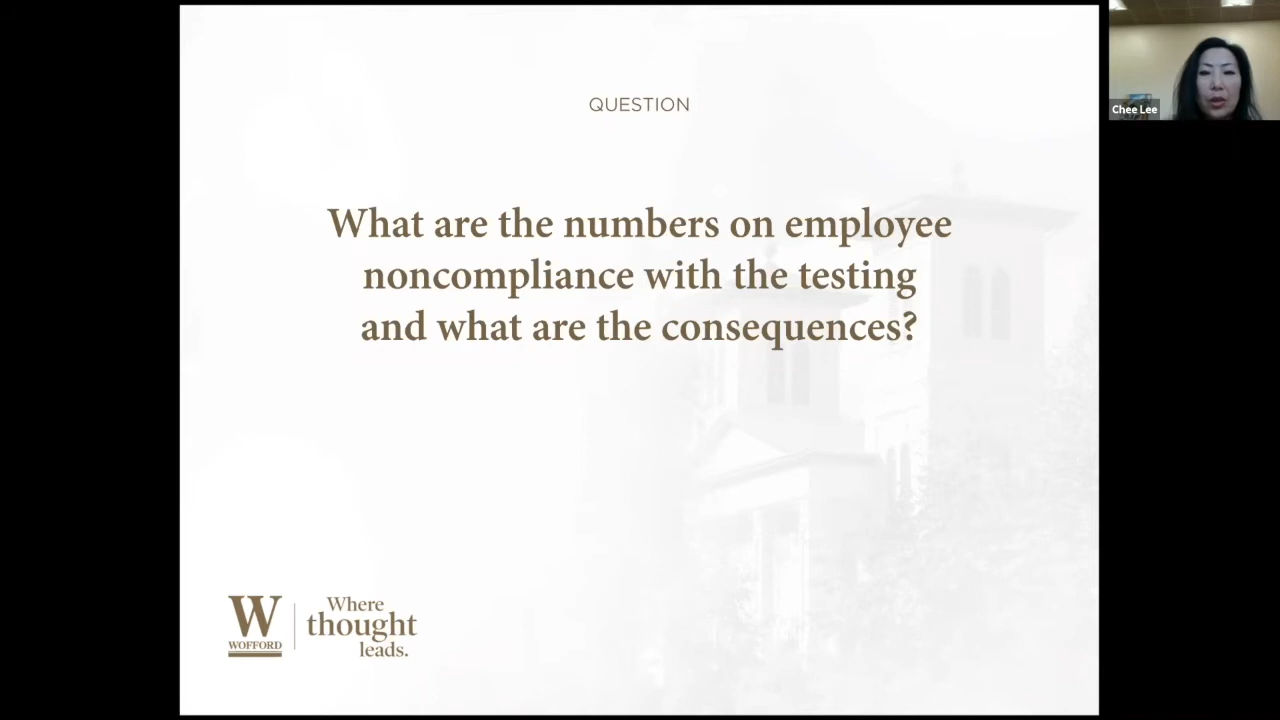 QUESTION
What are the numbers on employee
noncompliance with the testing
and what are the consequences?
W
WOFFORD
Where
thought
leads.
Chee Lee